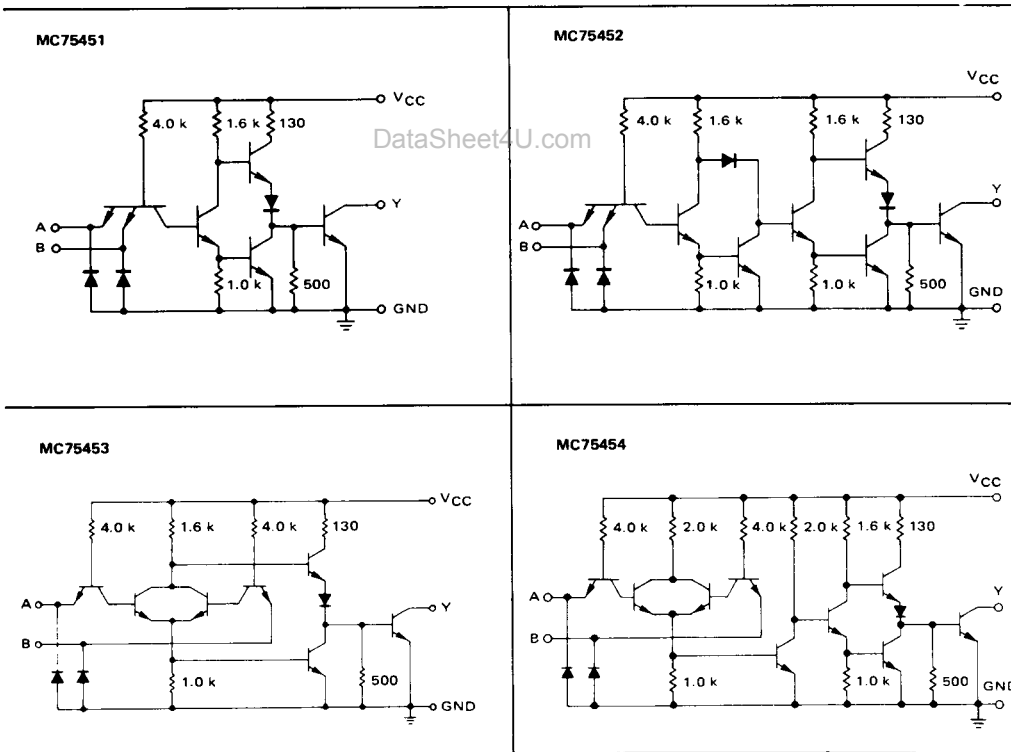 MC75451
VCC
4.0 k 1.6 k 130
A
B
Y
1.0 k 500
GND
MC75452
VCC
4.0 k 1.6 k 1.6 k 130
DataSheet4U.com
A
B
Y
1.0 k 1.0 k 500
GND
MC75453
VCC
4.0 k 1.6 k 4.0 k 130
A
B
Y
1.0 k 500
GND
MC75454
VCC
4.0 k 2.0 k 4.0 k 2.0 k 1.6 k 130
A
B
Y
1.0 k 1.0 k 500
GND